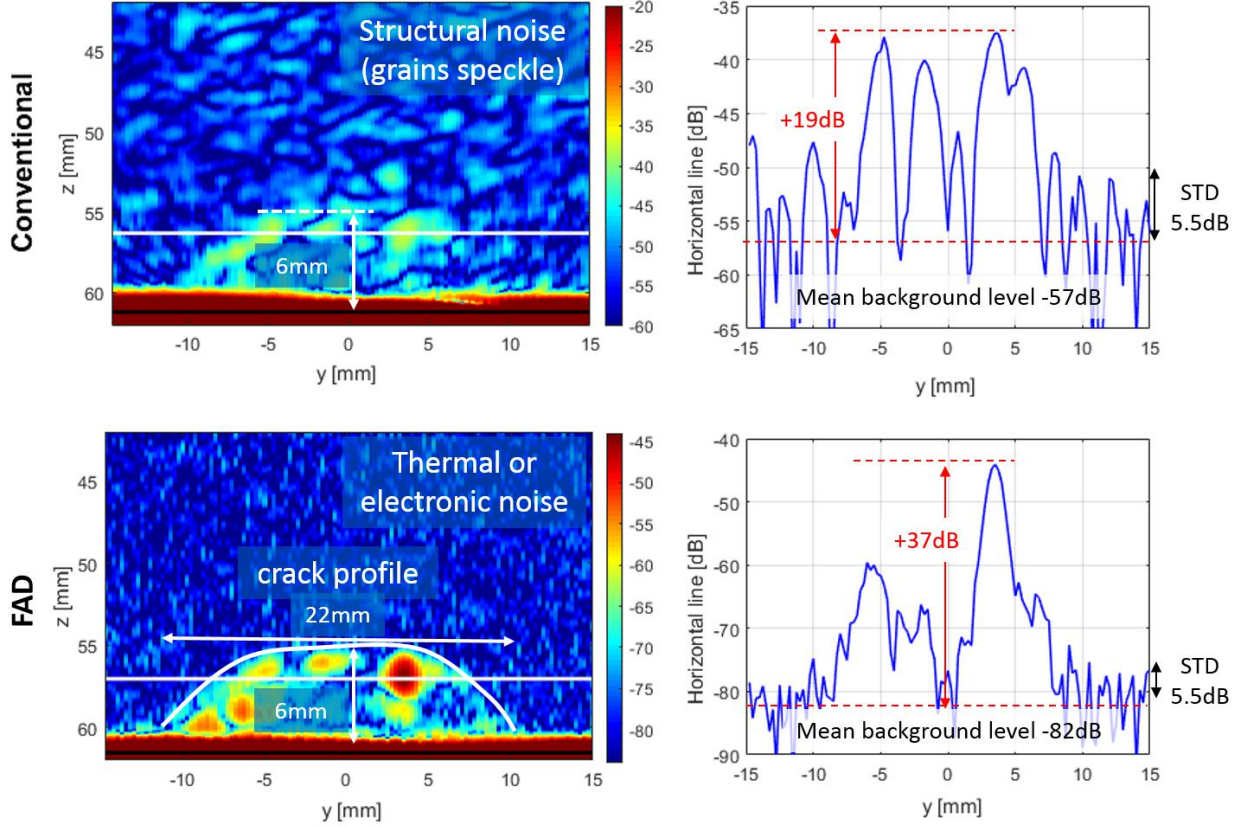 Conventional
Structural noise
(grains speckle)
6mm
z [mm]
45
50
55
60
-10
-5
0
5
10
15
y [mm]
-20
-25
-30
-35
-40
-45
-50
-55
-60
Horizontal line [dB]
-35
-40
-45
-50
-55
-60
-65
+19dB
STD
5.5dB
Mean background level -57dB
-15
-10
-5
0
5
10
15
y [mm]
FAD
Thermal or
electronic noise
crack profile
22mm
6mm
z [mm]
45
50
55
60
-10
-5
0
5
10
15
y [mm]
-45
-50
-55
-60
-65
-70
-75
-80
Horizontal line [dB]
-40
-50
-60
-70
-80
-90
+37dB
STD
5.5dB
Mean background level -82dB
-15
-10
-5
0
5
10
15
y [mm]